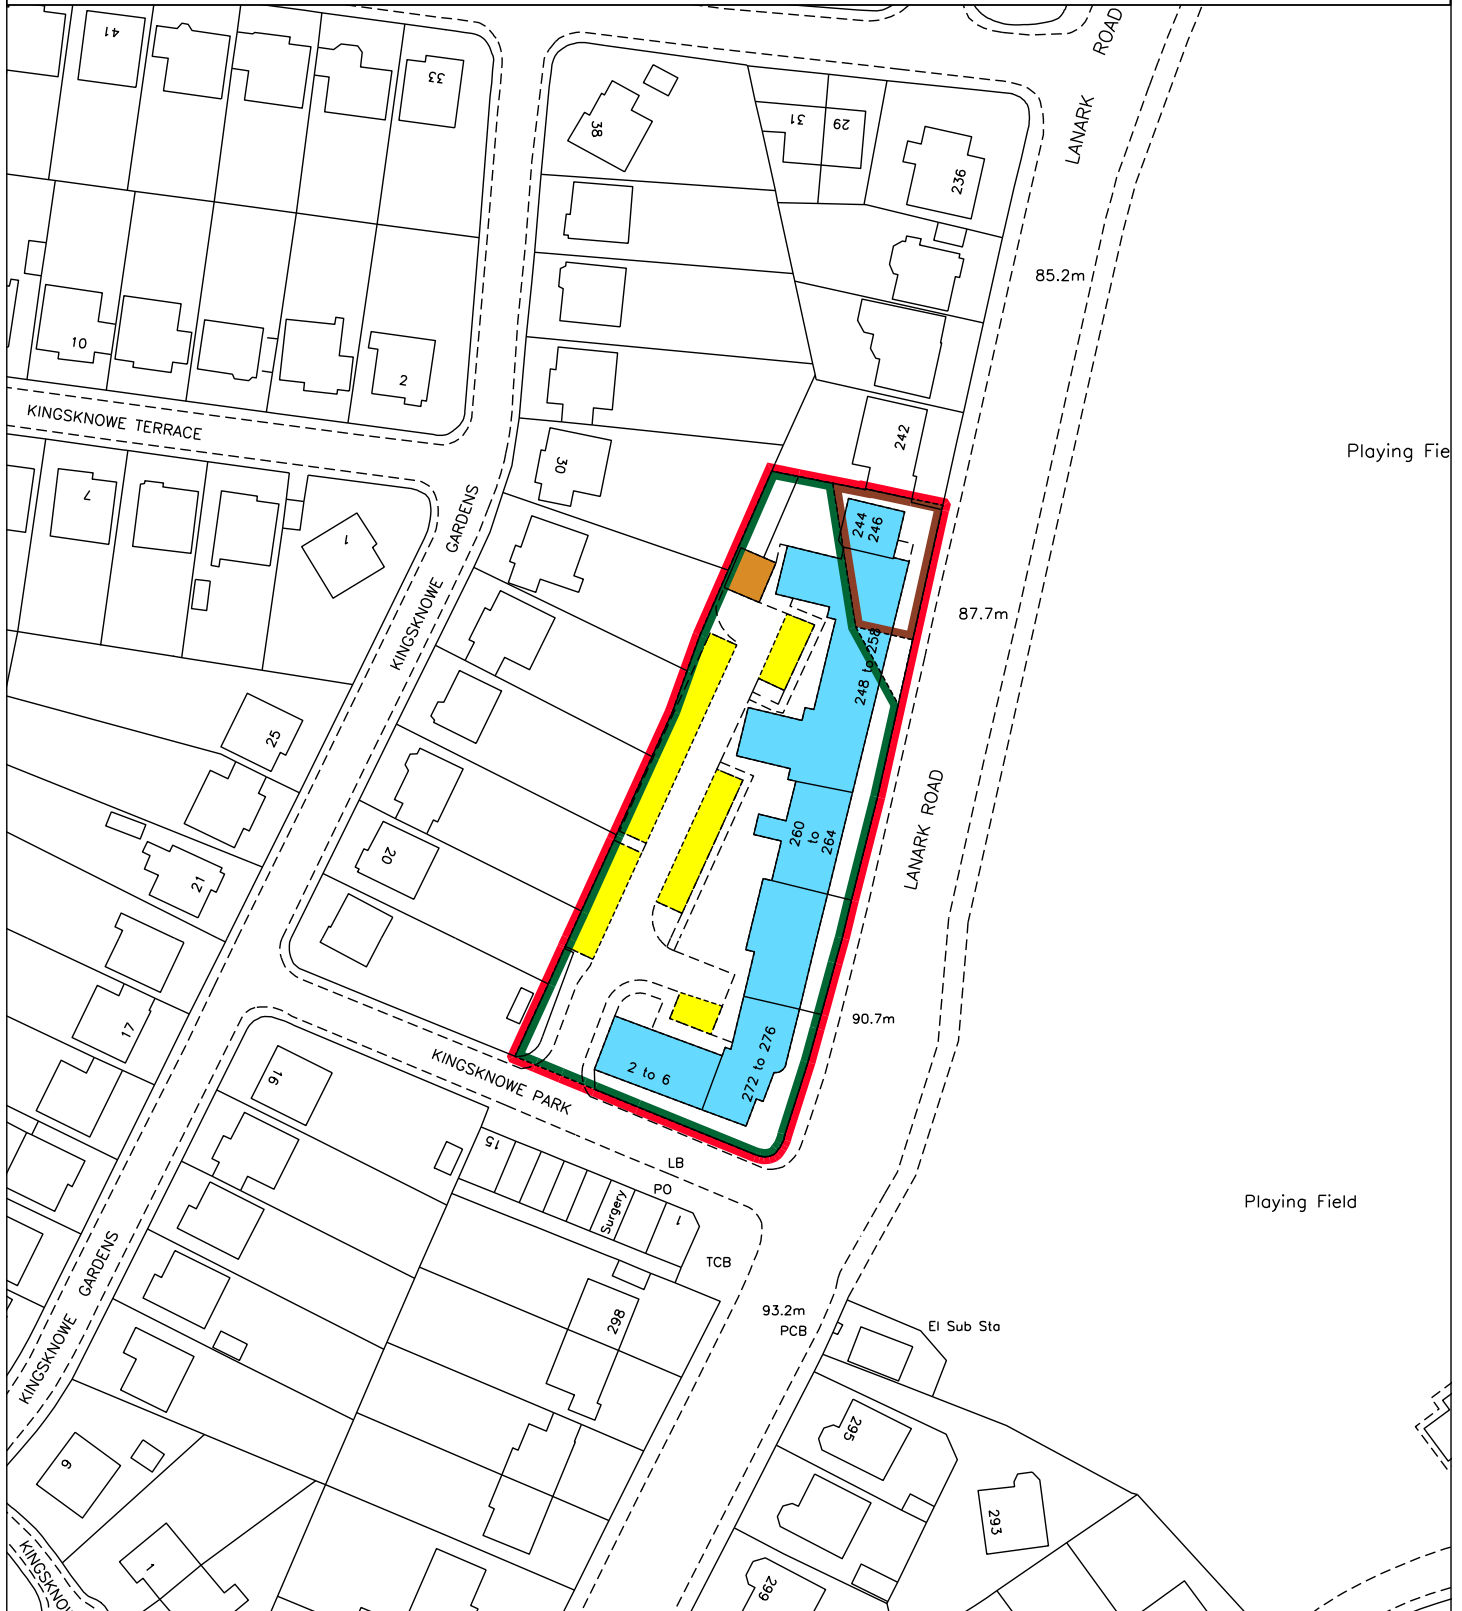 41
33
38
31
29
236
ROAD
LANARK
85.2m
10
2
KINGSKNOWE TERRACE
242
Playing Fie
30
7
1
KINGSKNOWE GARDENS
244
246
87.7m
248 to 258
25
LANARK ROAD
260
to
264
20
21
17
90.7m
16
KINGSKNOWE PARK
2 to 6
272 to 276
15
LB
PO
Surgery
1
TCB
Playing Field
KINGSKNOWE GARDENS
298
93.2m
PCB
El Sub Sta
295
293
299
6
1
KINGSKNOW